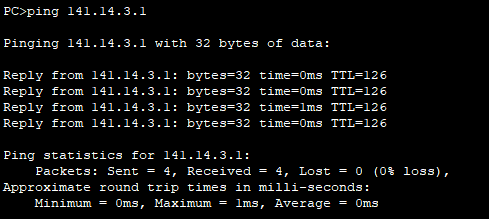 PC>ping 141.14.3.1
Pinging 141.14.3.1 with 32 bytes of data:
Reply from 141.14.3.1: bytes=32 time=0ms TTL=126
Reply from 141.14.3.1: bytes=32 time=0ms TTL=126
Reply from 141.14.3.1: bytes=32 time=1ms TTL=126
Reply from 141.14.3.1: bytes=32 time=0ms TTL=126
Ping statistics for 141.14.3.1:
Packets: Sent = 4, Received = 4, Lost = 0 (0% loss),
Approximate round trip times in milli-seconds:
Minimum = 0ms, Maximum = 1ms, Average = 0ms